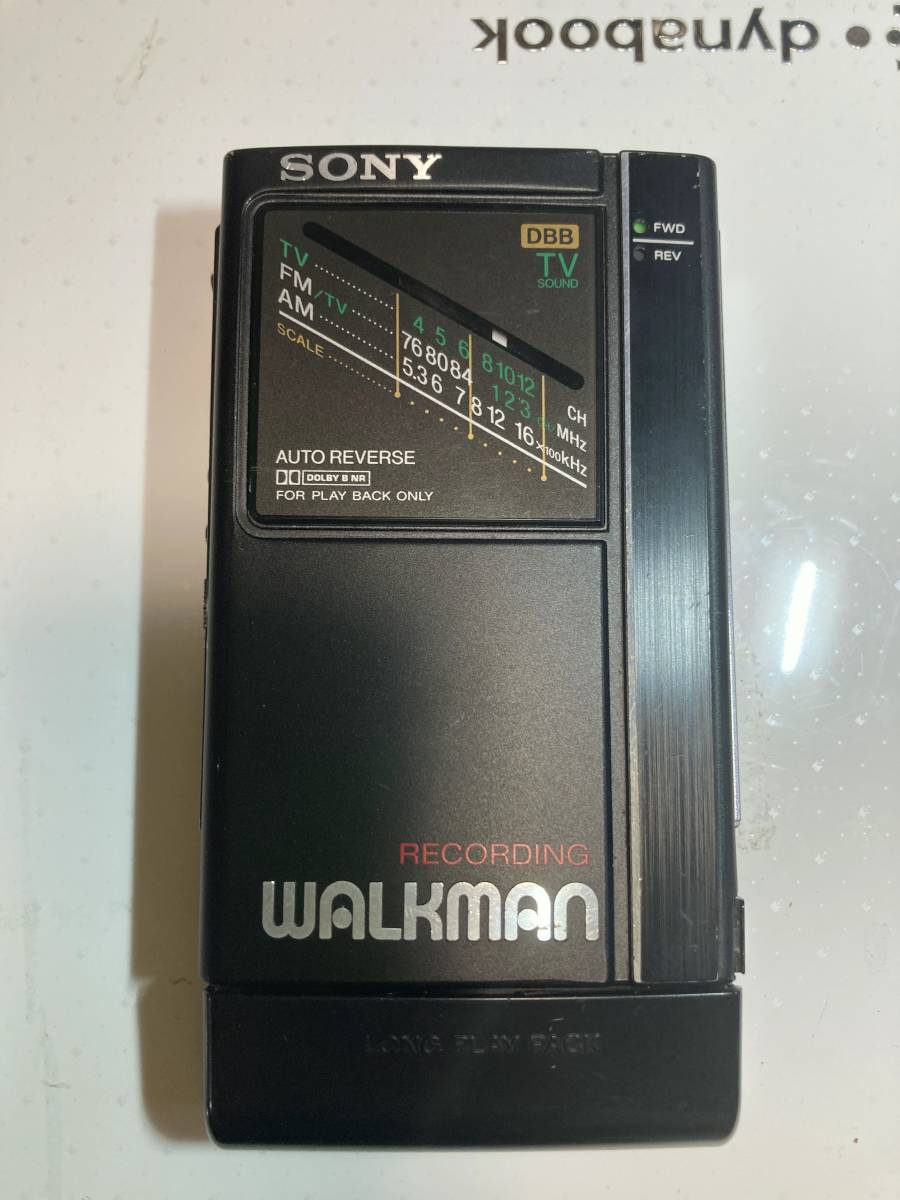 dynabook
SONY
FWD
REV
DBB
TV
SOUND
TV
FM/TV
AM
SCALE
4 5 6 8 10 12 CH
76 80 84 1 2 3 MHz
5.3 6 7 8 12 16 ×100kHz
AUTO REVERSE
DOLBY B NR
FOR PLAY BACK ONLY
RECORDING
WALKMAN
LONG PLAY PACK